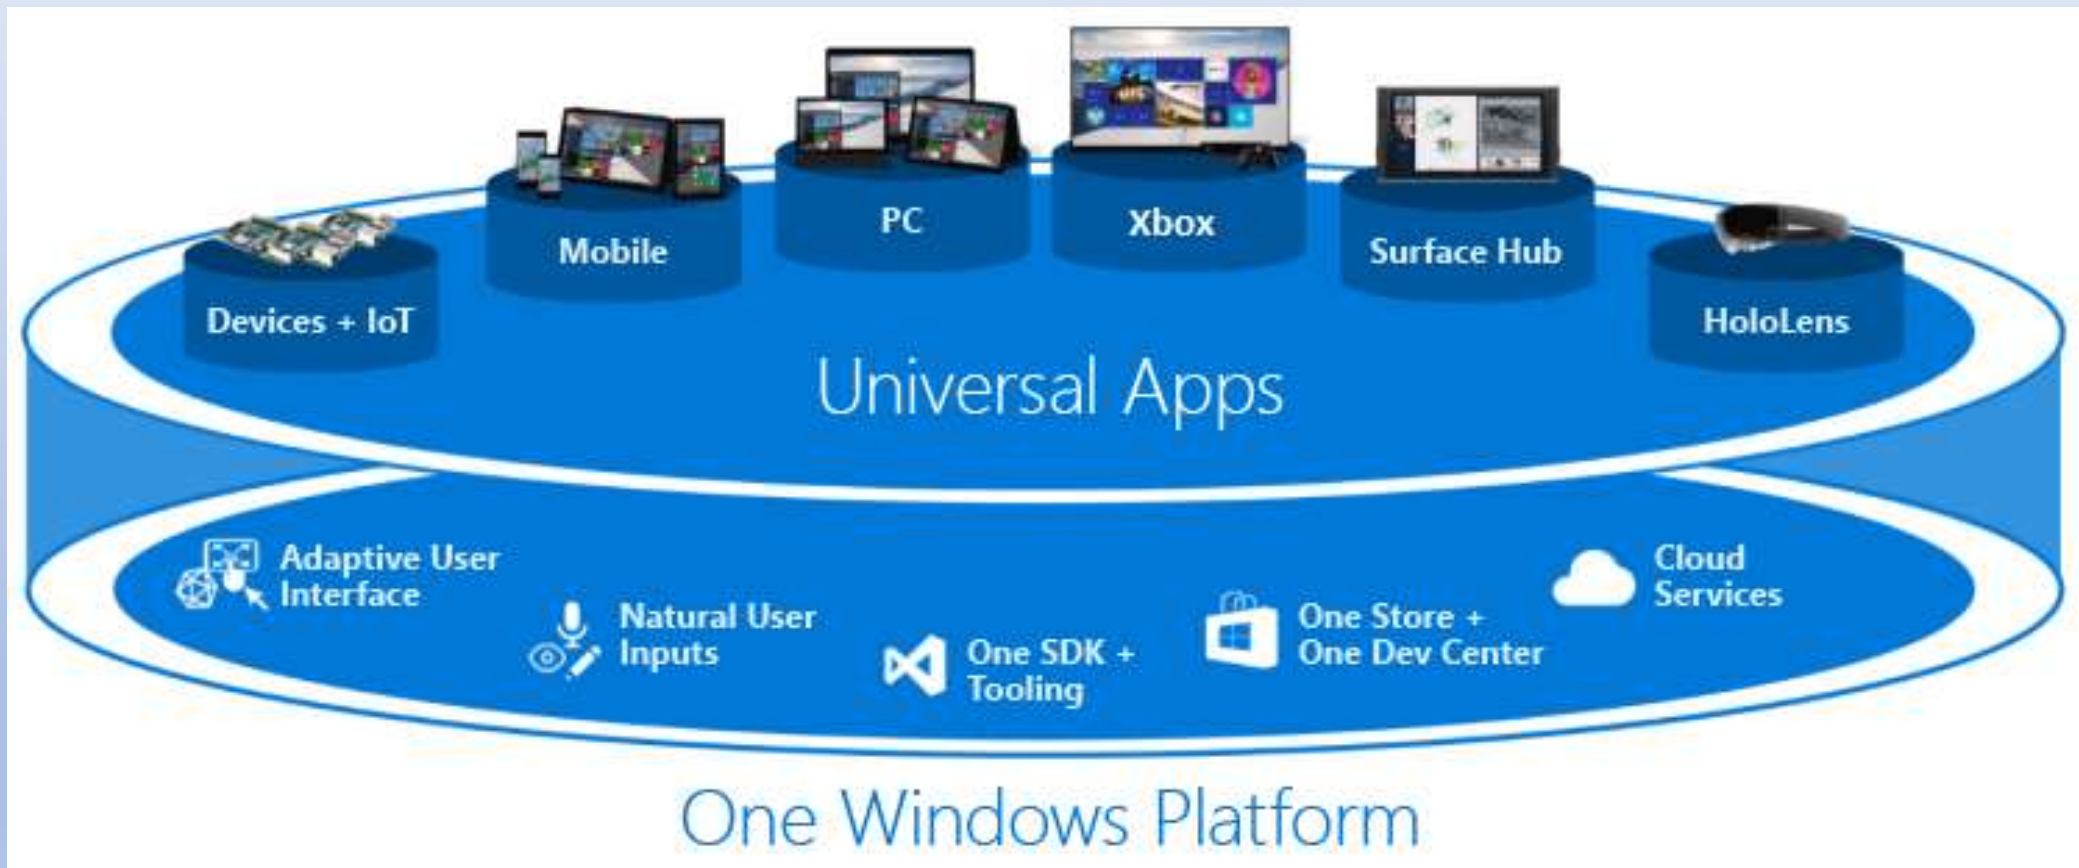 PC
Xbox
Mobile
Surface Hub
Devices + IoT
HoloLens
Universal Apps
Adaptive User
Interface
Natural User
Inputs
One SDK +
Tooling
One Store +
One Dev Center
Cloud
Services
One Windows Platform